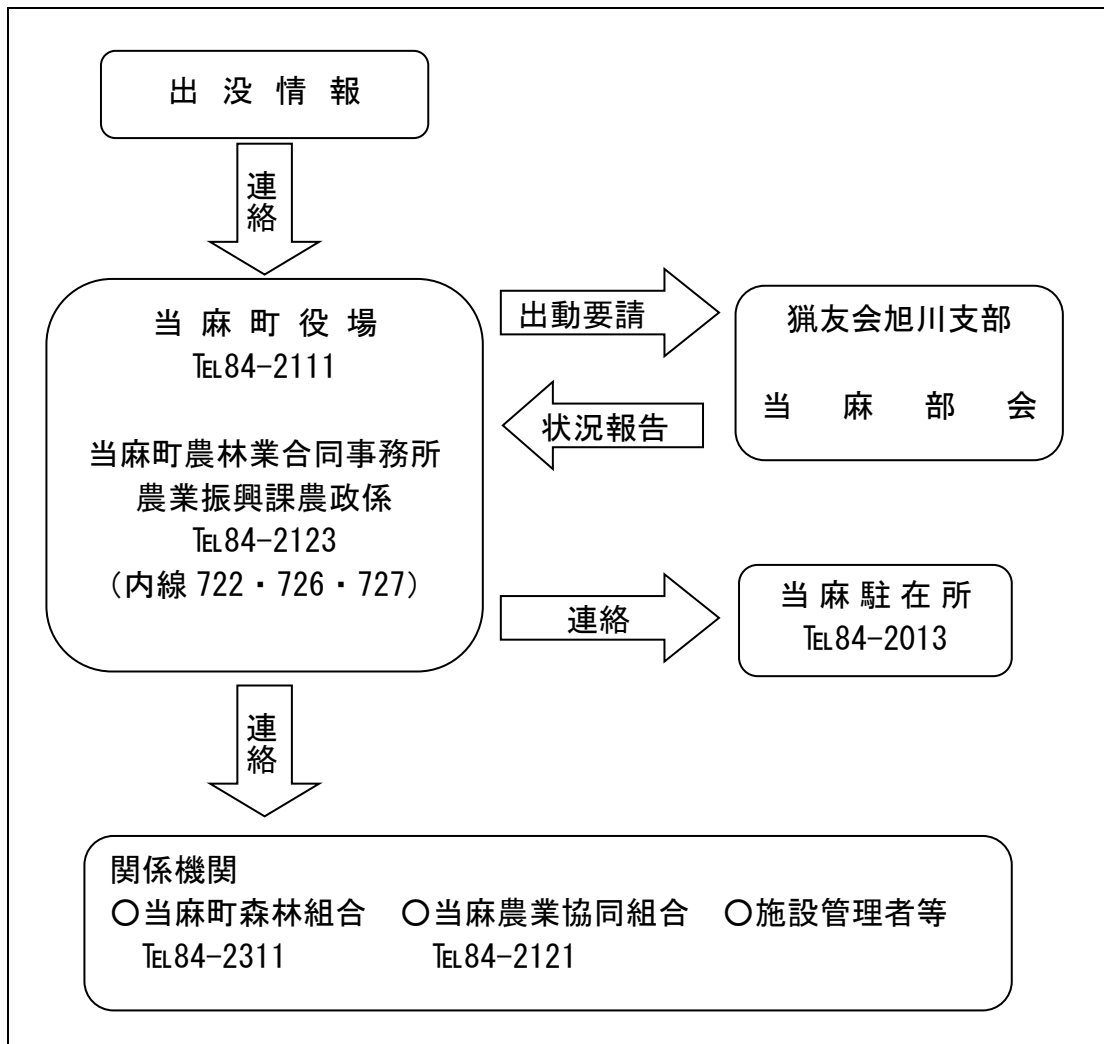 出没情報
連絡
当麻町役場
℡84-2111
当麻町農林業合同事務所
農業振興課農政係
℡84-2123
（内線 722・726・727）
出動要請
猟友会旭川支部
当麻部会
状況報告
連絡
当麻駐在所
℡84-2013
連絡
関係機関
○当麻町森林組合　○当麻農業協同組合　○施設管理者等
℡84-2311　℡84-2121